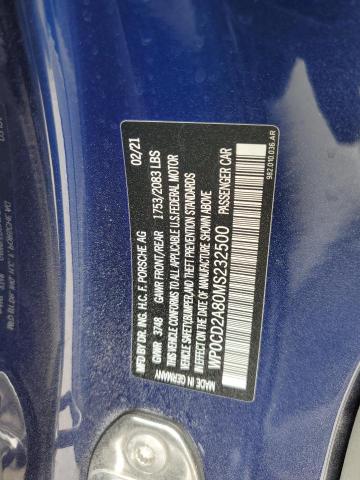 MFD BY DR. ING. H.C. F. PORSCHE AG 02/21
GVWR 3748 GAWR FRONT/REAR 1753/2083 LBS
THIS VEHICLE CONFORMS TO ALL APPLICABLE U.S.FEDERAL MOTOR
VEHICLE SAFETY,BUMPER,AND THEFT PREVENTION STANDARDS
IN EFFECT ON THE DATE OF MANUFACTURE SHOWN ABOVE
WP0CD2A80MS232500 PASSENGER CAR
MADE IN GERMANY
982.010.036.AR